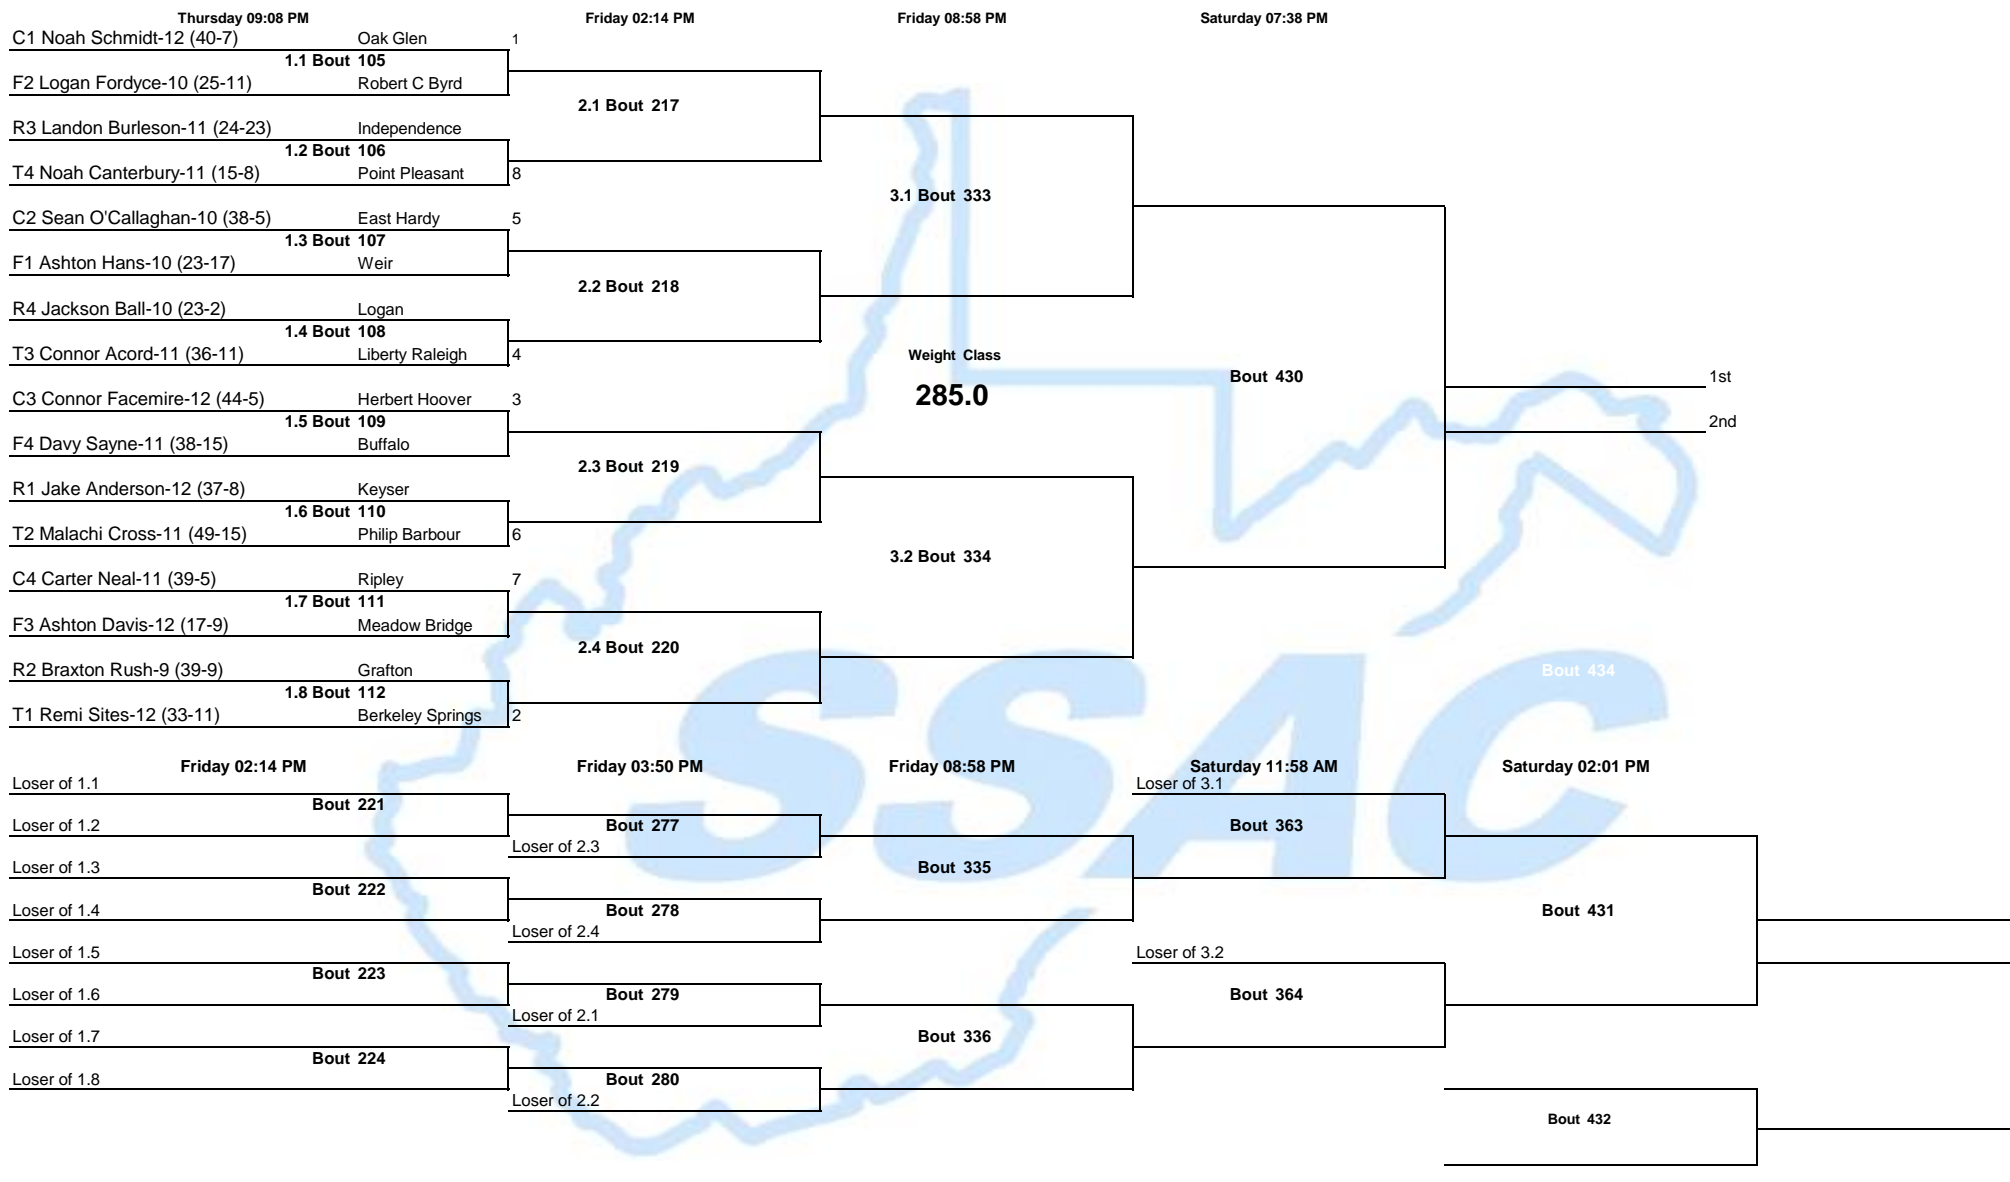 Thursday 09:08 PM Friday 02:14 PM Friday 08:58 PM Saturday 07:38 PM
C1 Noah Schmidt-12 (40-7) Oak Glen 1
1.1 Bout 105
F2 Logan Fordyce-10 (25-11) Robert C Byrd
2.1 Bout 217
R3 Landon Burleson-11 (24-23) Independence
1.2 Bout 106
T4 Noah Canterbury-11 (15-8) Point Pleasant 8
3.1 Bout 333
C2 Sean O'Callaghan-10 (38-5) East Hardy 5
1.3 Bout 107
F1 Ashton Hans-10 (23-17) Weir
2.2 Bout 218
R4 Jackson Ball-10 (23-2) Logan
1.4 Bout 108
T3 Connor Acord-11 (36-11) Liberty Raleigh 4
Weight Class
285.0
Bout 430
1st
2nd
C3 Connor Facemire-12 (44-5) Herbert Hoover 3
1.5 Bout 109
F4 Davy Sayne-11 (38-15) Buffalo
2.3 Bout 219
R1 Jake Anderson-12 (37-8) Keyser
1.6 Bout 110
T2 Malachi Cross-11 (49-15) Philip Barbour 6
3.2 Bout 334
C4 Carter Neal-11 (39-5) Ripley 7
1.7 Bout 111
F3 Ashton Davis-12 (17-9) Meadow Bridge
2.4 Bout 220
R2 Braxton Rush-9 (39-9) Grafton
Bout 434
1.8 Bout 112
T1 Remi Sites-12 (33-11) Berkeley Springs 2
SSAC
Friday 02:14 PM Friday 03:50 PM Friday 08:58 PM Saturday 11:58 AM Saturday 02:01 PM
Loser of 1.1 Loser of 3.1
Bout 221
Loser of 1.2 Bout 277 Bout 363
Loser of 2.3
Loser of 1.3 Bout 335
Bout 222
Loser of 1.4 Bout 278 Bout 431
Loser of 2.4
Loser of 1.5 Loser of 3.2
Bout 223
Loser of 1.6 Bout 279 Bout 364
Loser of 2.1
Loser of 1.7 Bout 336
Bout 224
Loser of 1.8 Bout 280
Loser of 2.2
Bout 432